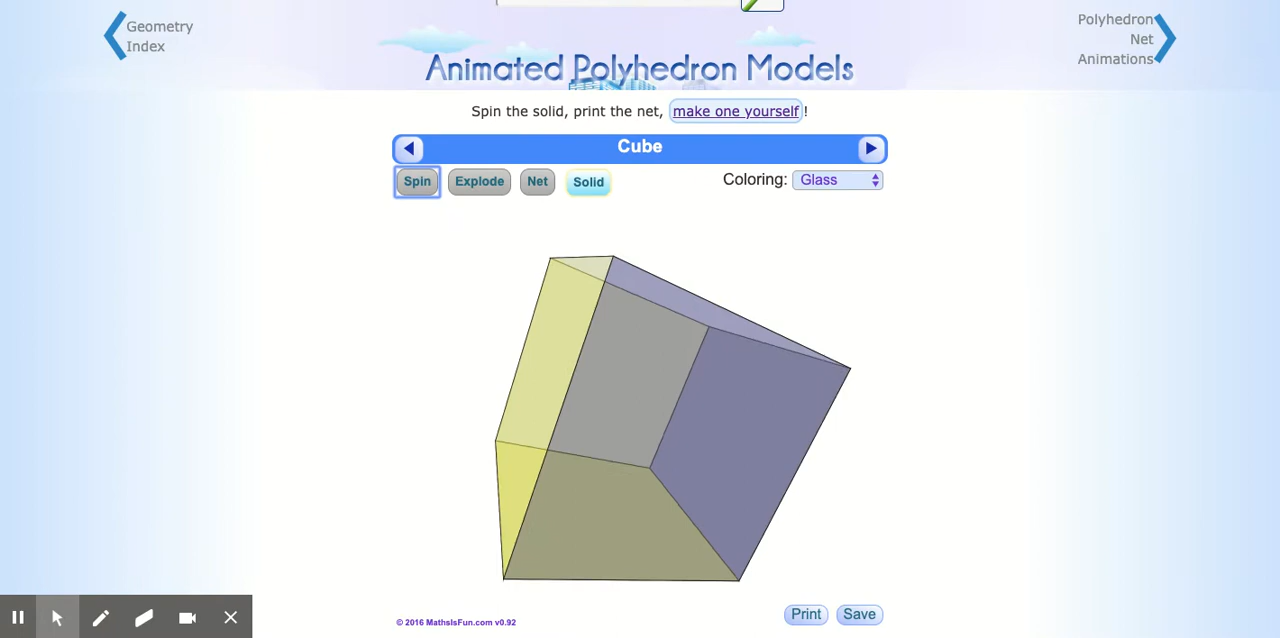 Geometry
Index
Polyhedron
Net
Animations
Animated Polyhedron Models
Spin the solid, print the net, make one yourself !
Cube
Spin Explode Net Solid Coloring: Glass
Print Save
© 2016 MathsIsFun.com v0.92